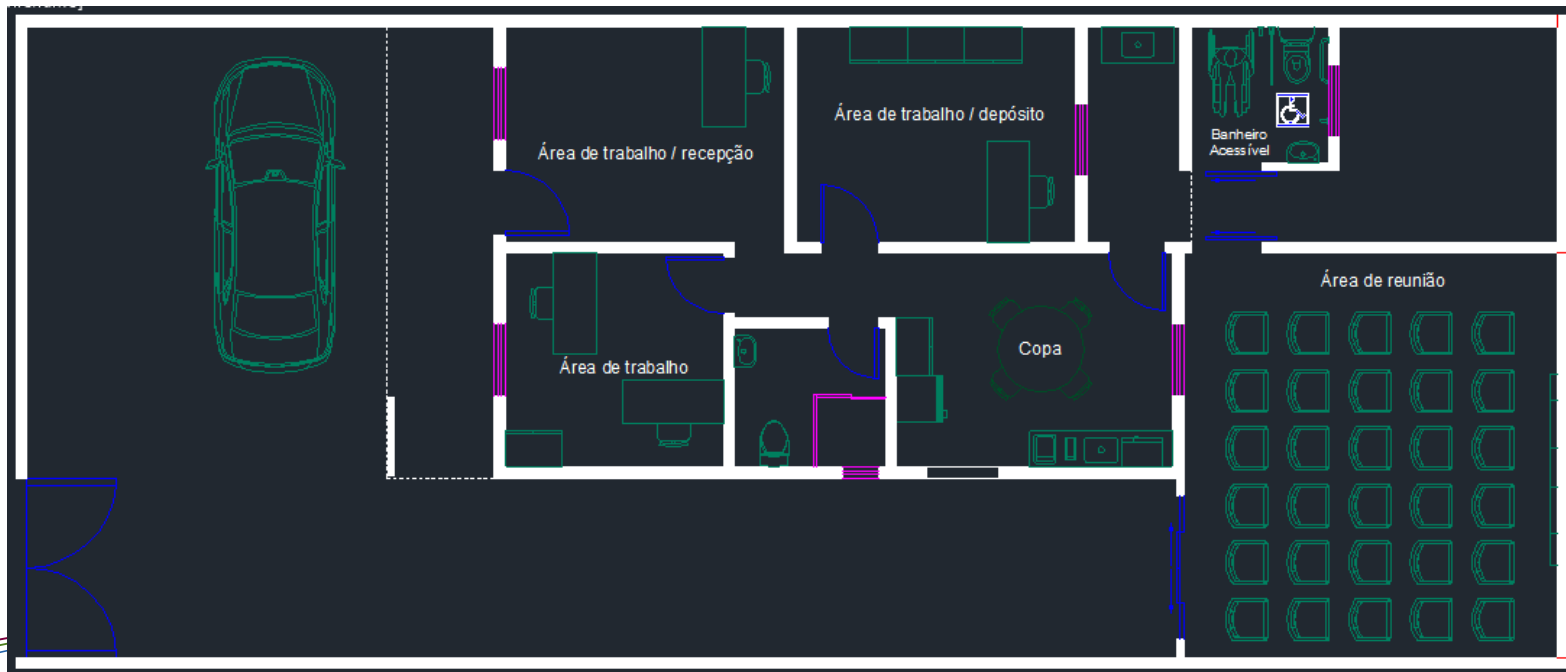 Área de trabalho / recepção
Área de trabalho / depósito
Banheiro
Acessível
Área de reunião
Área de trabalho
Copa